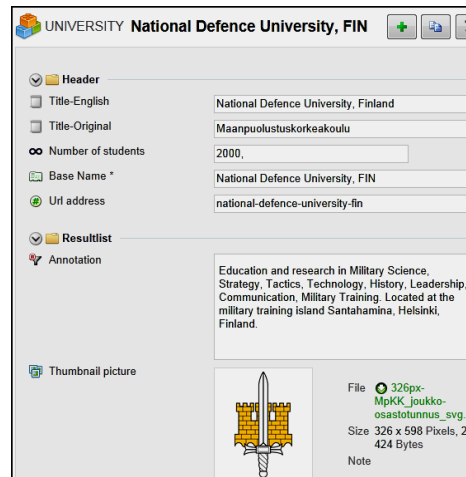 UNIVERSITY National Defence University, FIN
Header
Title-English
National Defence University, Finland
Title-Original
Maanpuolustuskorkeakoulu
Number of students
2000,
Base Name *
National Defence University, FIN
Url address
national-defence-university-fin
Resultlist
Annotation
Education and research in Military Science,
Strategy, Tactics, Technology, History, Leadership,
Communication, Military Training. Located at the
military training island Santahamina, Helsinki,
Finland.
Thumbnail picture
File 326px-
MpKK_joukko-
osastotunnus_svg.
Size 326 x 598 Pixels, 2
424 Bytes
Note